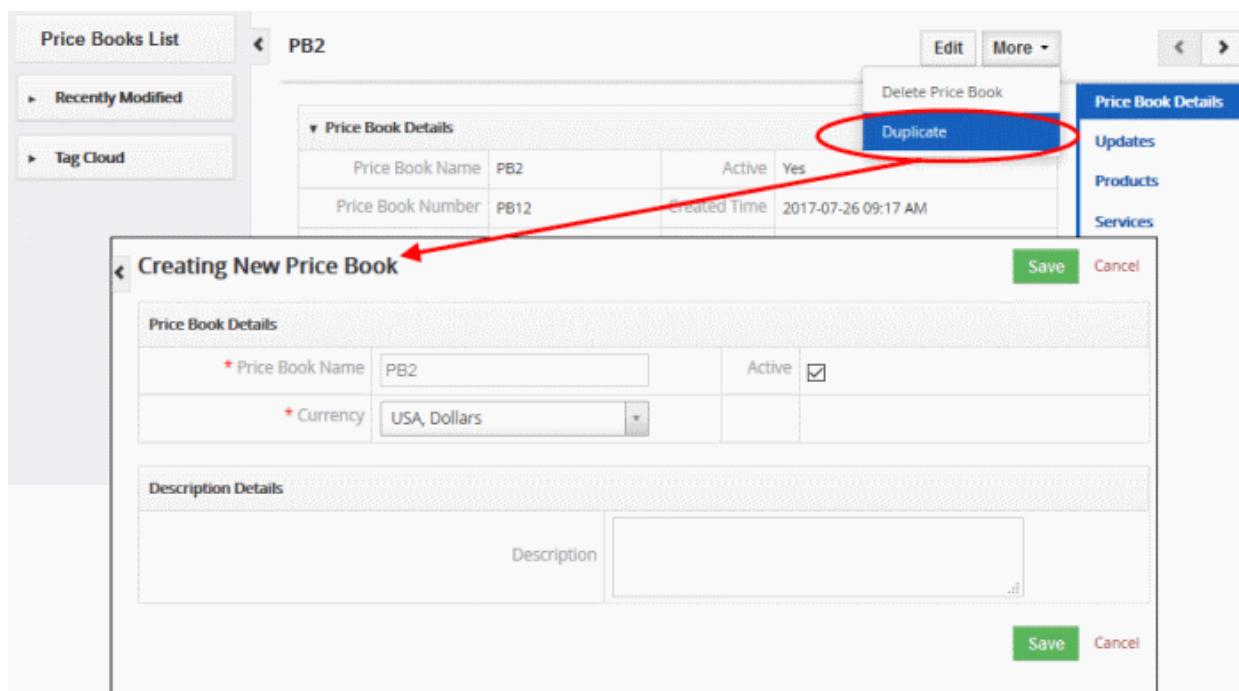 Price Books List
PB2
Edit
More
Delete Price Book
Duplicate
Recently Modified
Tag Cloud
Price Book Details
Price Book Details
Updates
Products
Services
Price Book Name PB2 Active Yes
Price Book Number PB12 Created Time 2017-07-26 09:17 AM
Creating New Price Book
Save Cancel
Price Book Details
* Price Book Name PB2 Active
* Currency USA, Dollars
Description Details
Description
Save Cancel